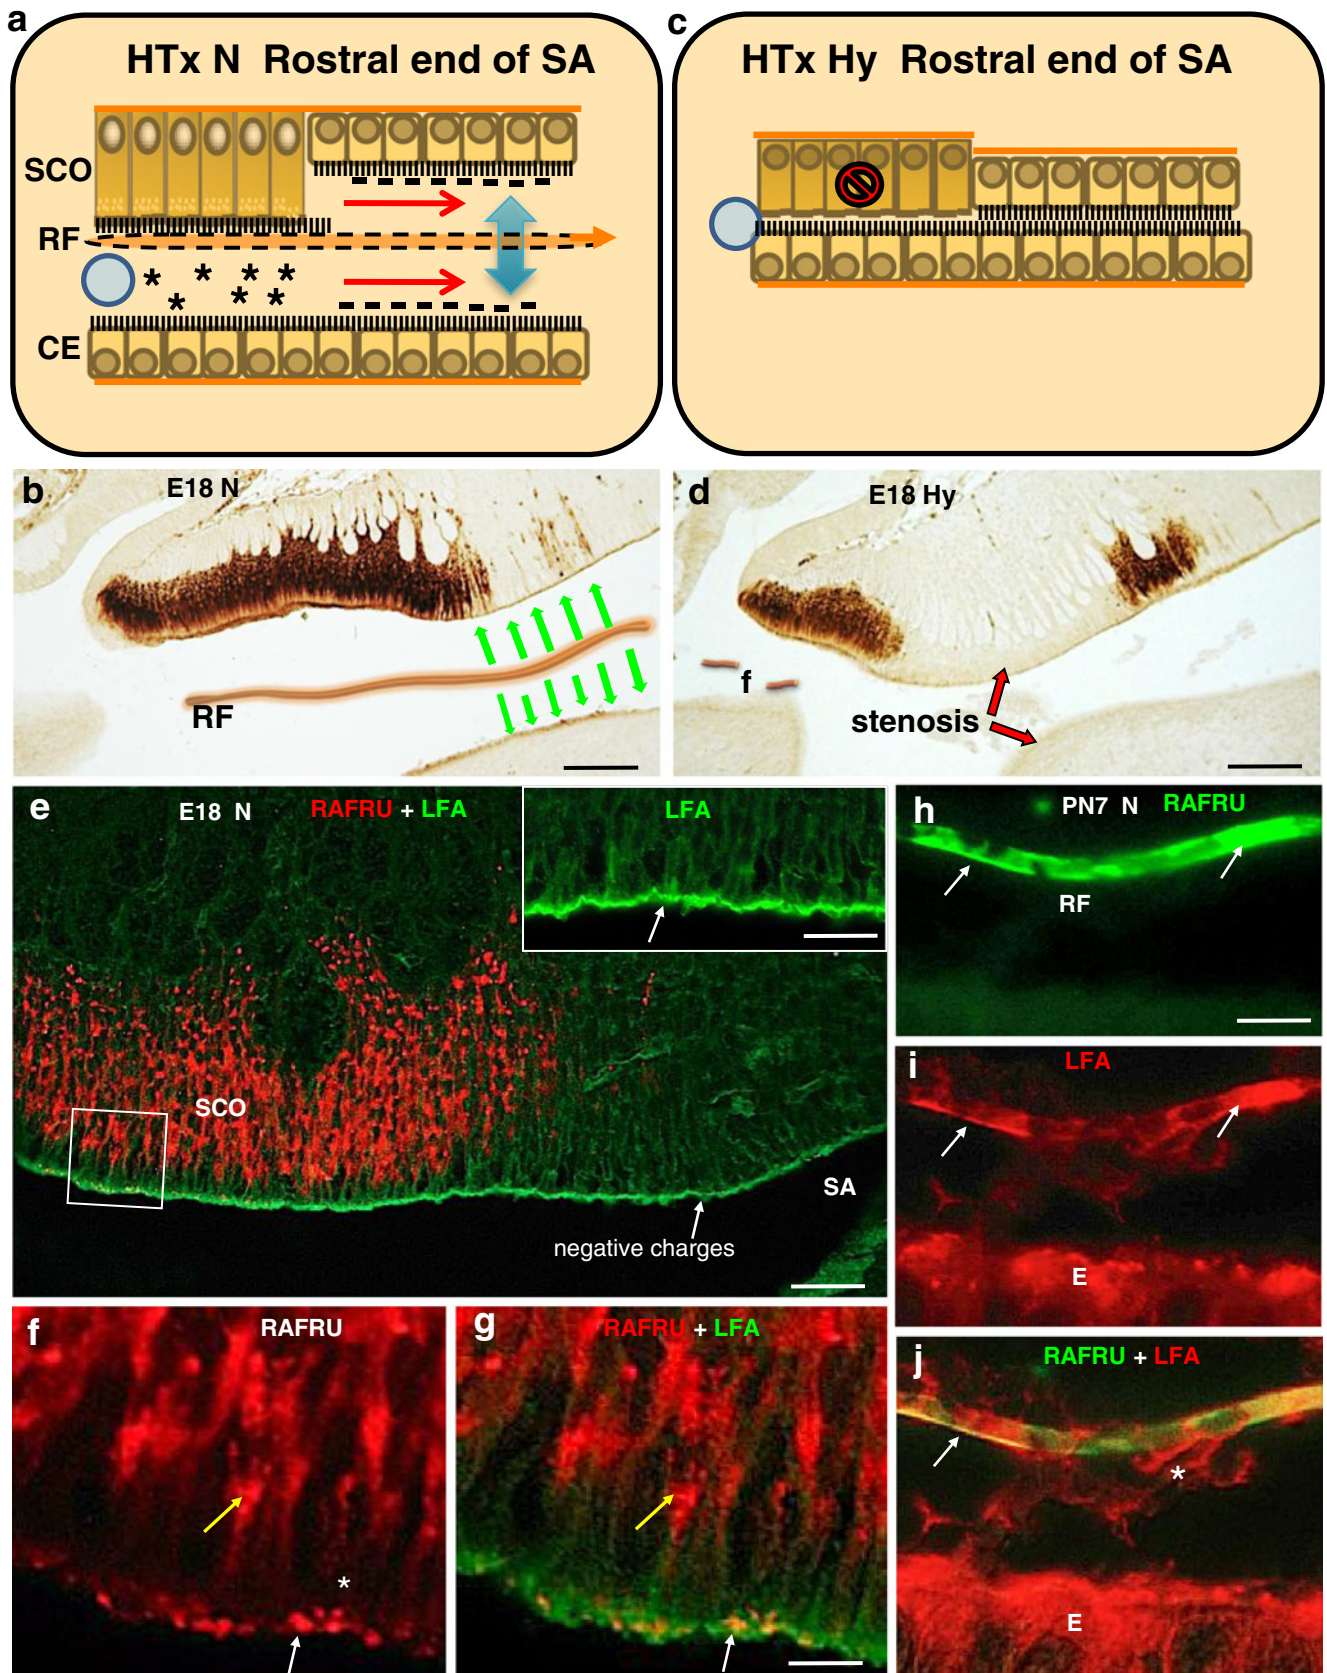 a
HTx N Rostral end of SA
SCO
RF
*
*
*
*
*
*
*
CE
c
HTx Hy Rostral end of SA
b
E18 N
RF
d
E18 Hy
f
stenosis
e
E18 N
RAFRU + LFA
LFA
SCO
SA
negative charges
h
PN7 N
RAFRU
RF
i
LFA
E
f
RAFRU
*
g
RAFRU + LFA
j
RAFRU + LFA
*
E